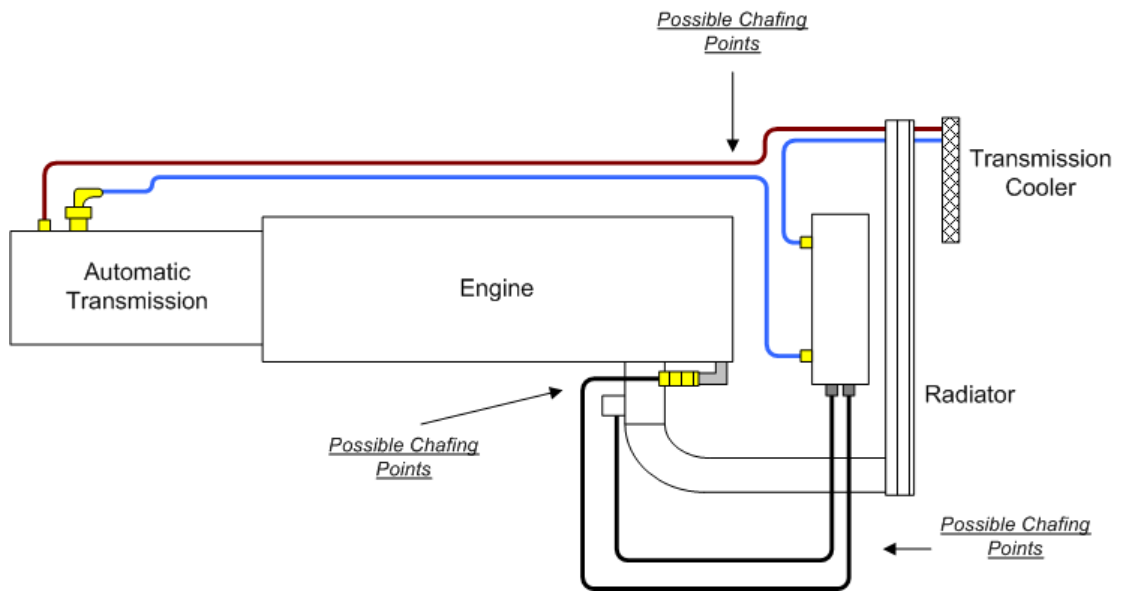 Possible Chafing
Points
Transmission
Cooler
Automatic
Transmission
Engine
Radiator
Possible Chafing
Points
Possible Chafing
Points